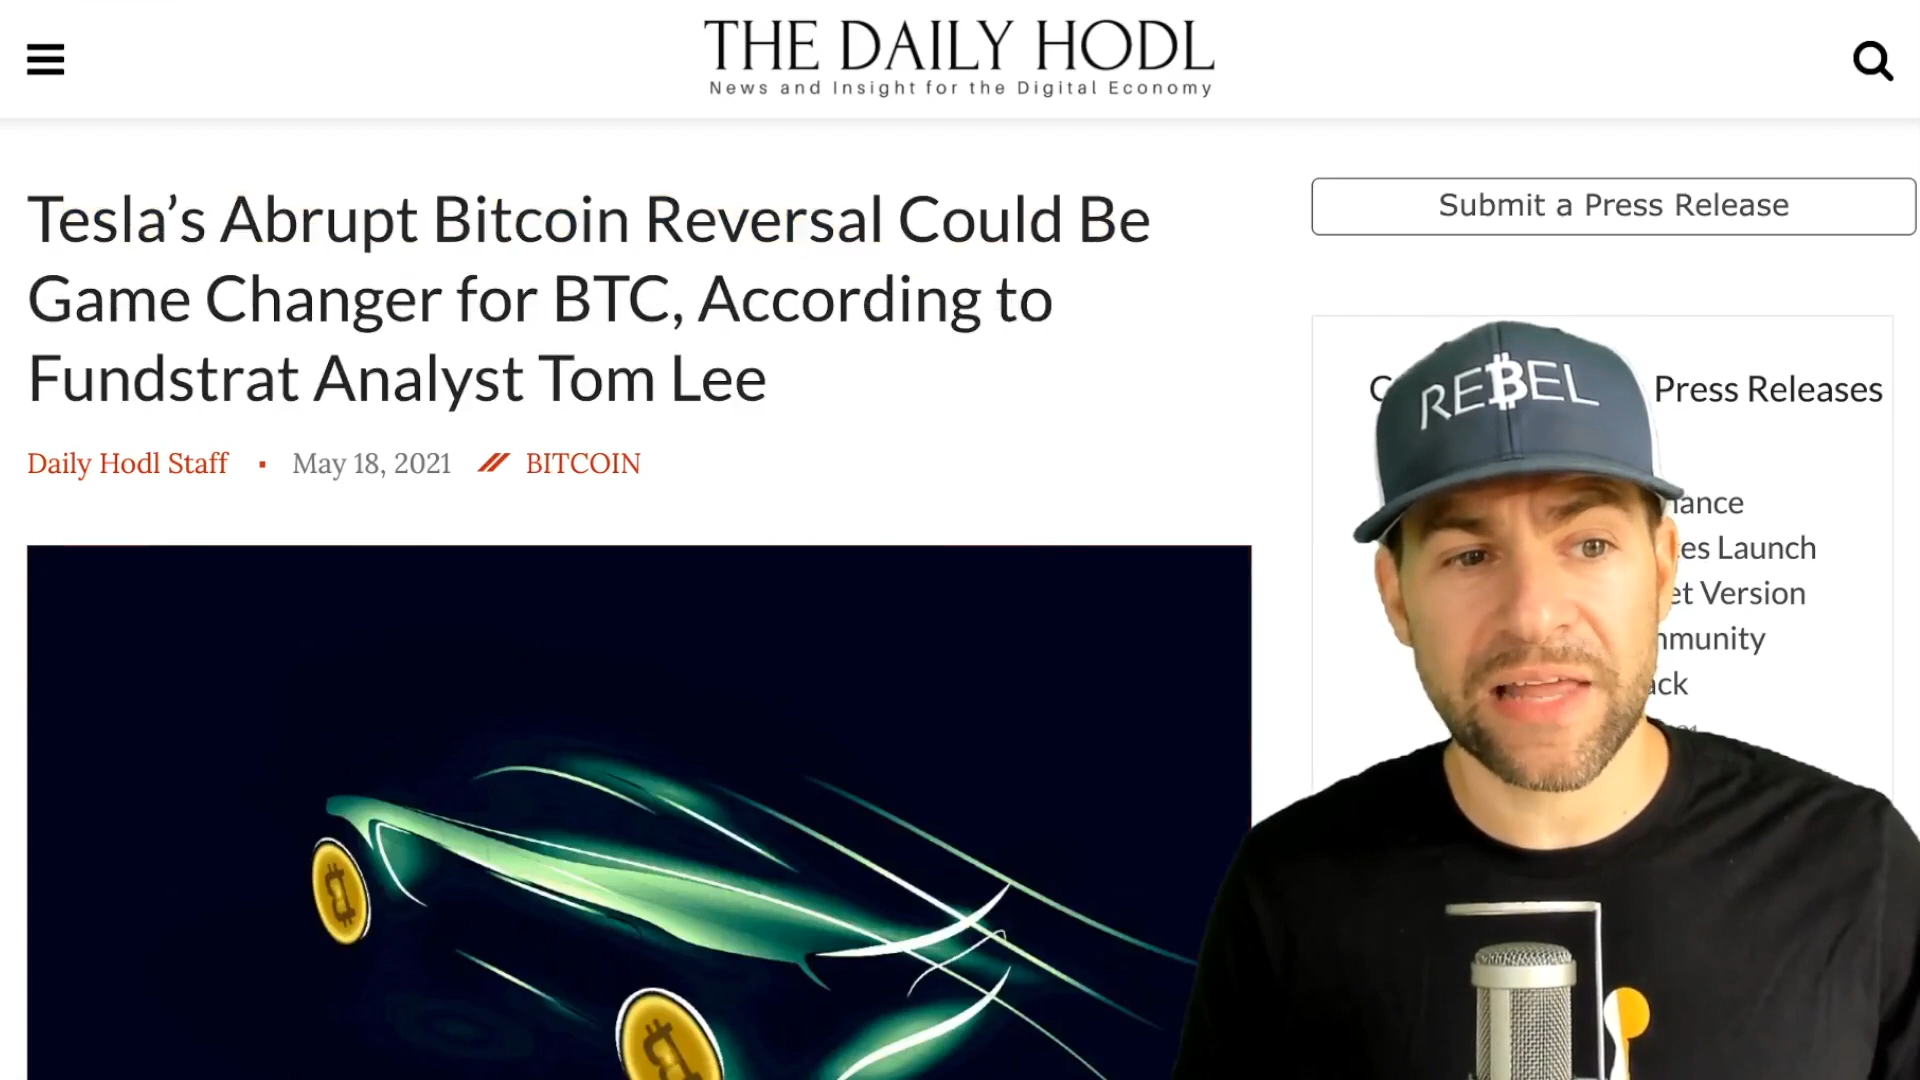 THE DAILY HODL
News and Insight for the Digital Economy
Tesla's Abrupt Bitcoin Reversal Could Be
Game Changer for BTC, According to
Fundstrat Analyst Tom Lee
Daily Hodl Staff ▪ May 18, 2021 // BITCOIN
Submit a Press Release
Press Releases
Launch
Version
REBEL